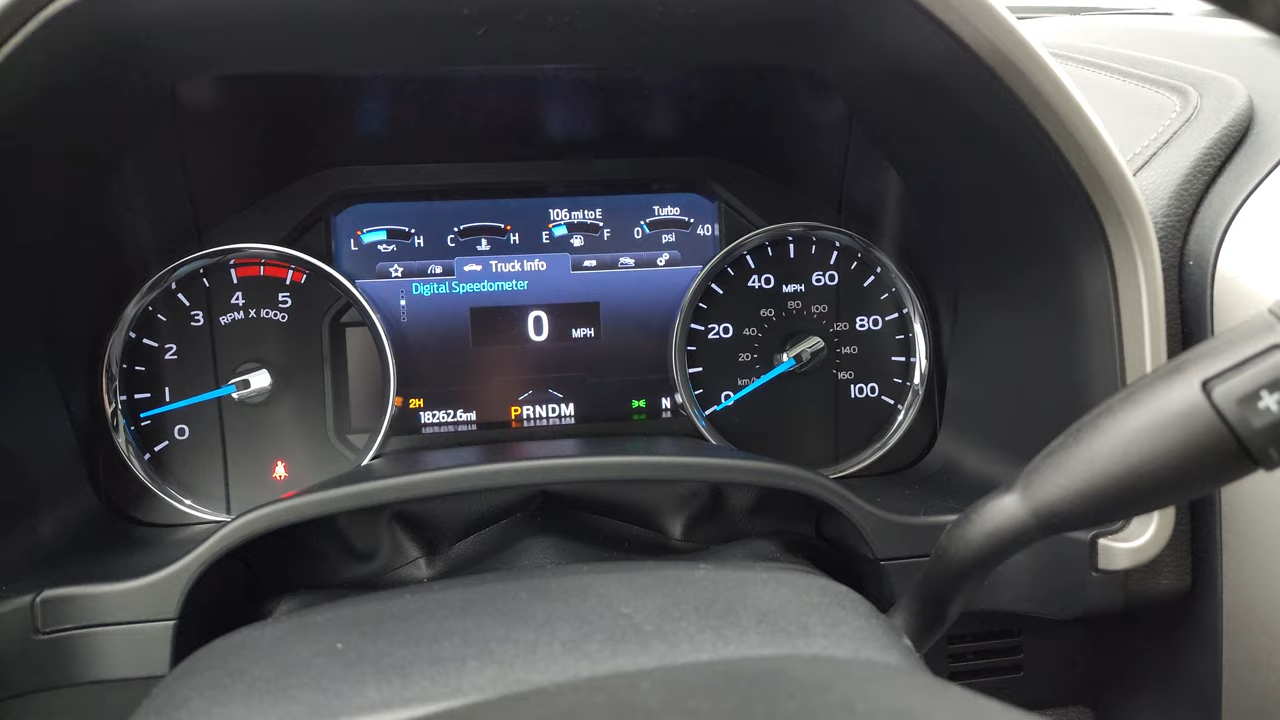 106 mi to E
Turbo
L H C H E F 0 40
psi
Truck Info
Digital Speedometer
0 MPH
2H
18262.6mi
PRNDM
N
0 1 2 3 4 5
RPM X 1000
0 20 40 60 80 100
MPH
20 40 60 80 100 120 140 160
km/h
+